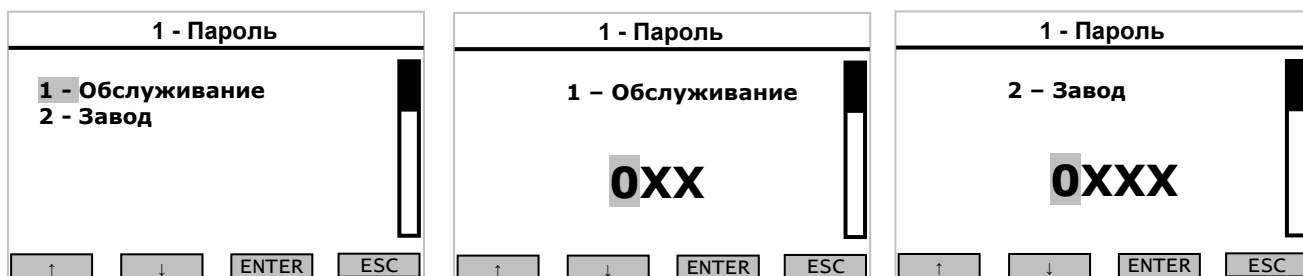 1 - Пароль
1 - Обслуживание
2 - Завод
↑ ↓ ENTER ESC
1 - Пароль
1 – Обслуживание
0XX
↑ ↓ ENTER ESC
1 - Пароль
2 – Завод
0XXX
↑ ↓ ENTER ESC